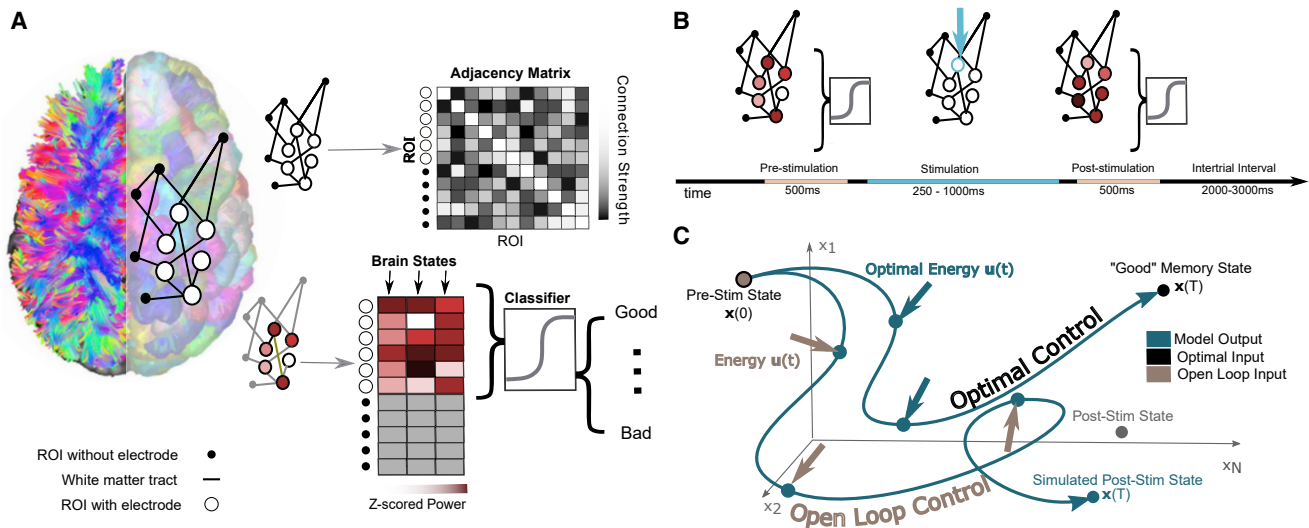 A
Adjacency Matrix
ROI
Connection Strength
ROI
Brain States
Classifier
Good
Bad
Z-scored Power
ROI without electrode
White matter tract
ROI with electrode
B
Pre-stimulation
Stimulation
Post-stimulation
Intertrial Interval
time
500ms
250 - 1000ms
500ms
2000-3000ms
C
x1
Optimal Energy u(t)
"Good" Memory State
x(T)
Pre-Stim State
x(0)
Energy u(t)
Optimal Control
Model Output
Optimal Input
Open Loop Input
Post-Stim State
xN
Simulated Post-Stim State
x(T)
x2
Open Loop Control